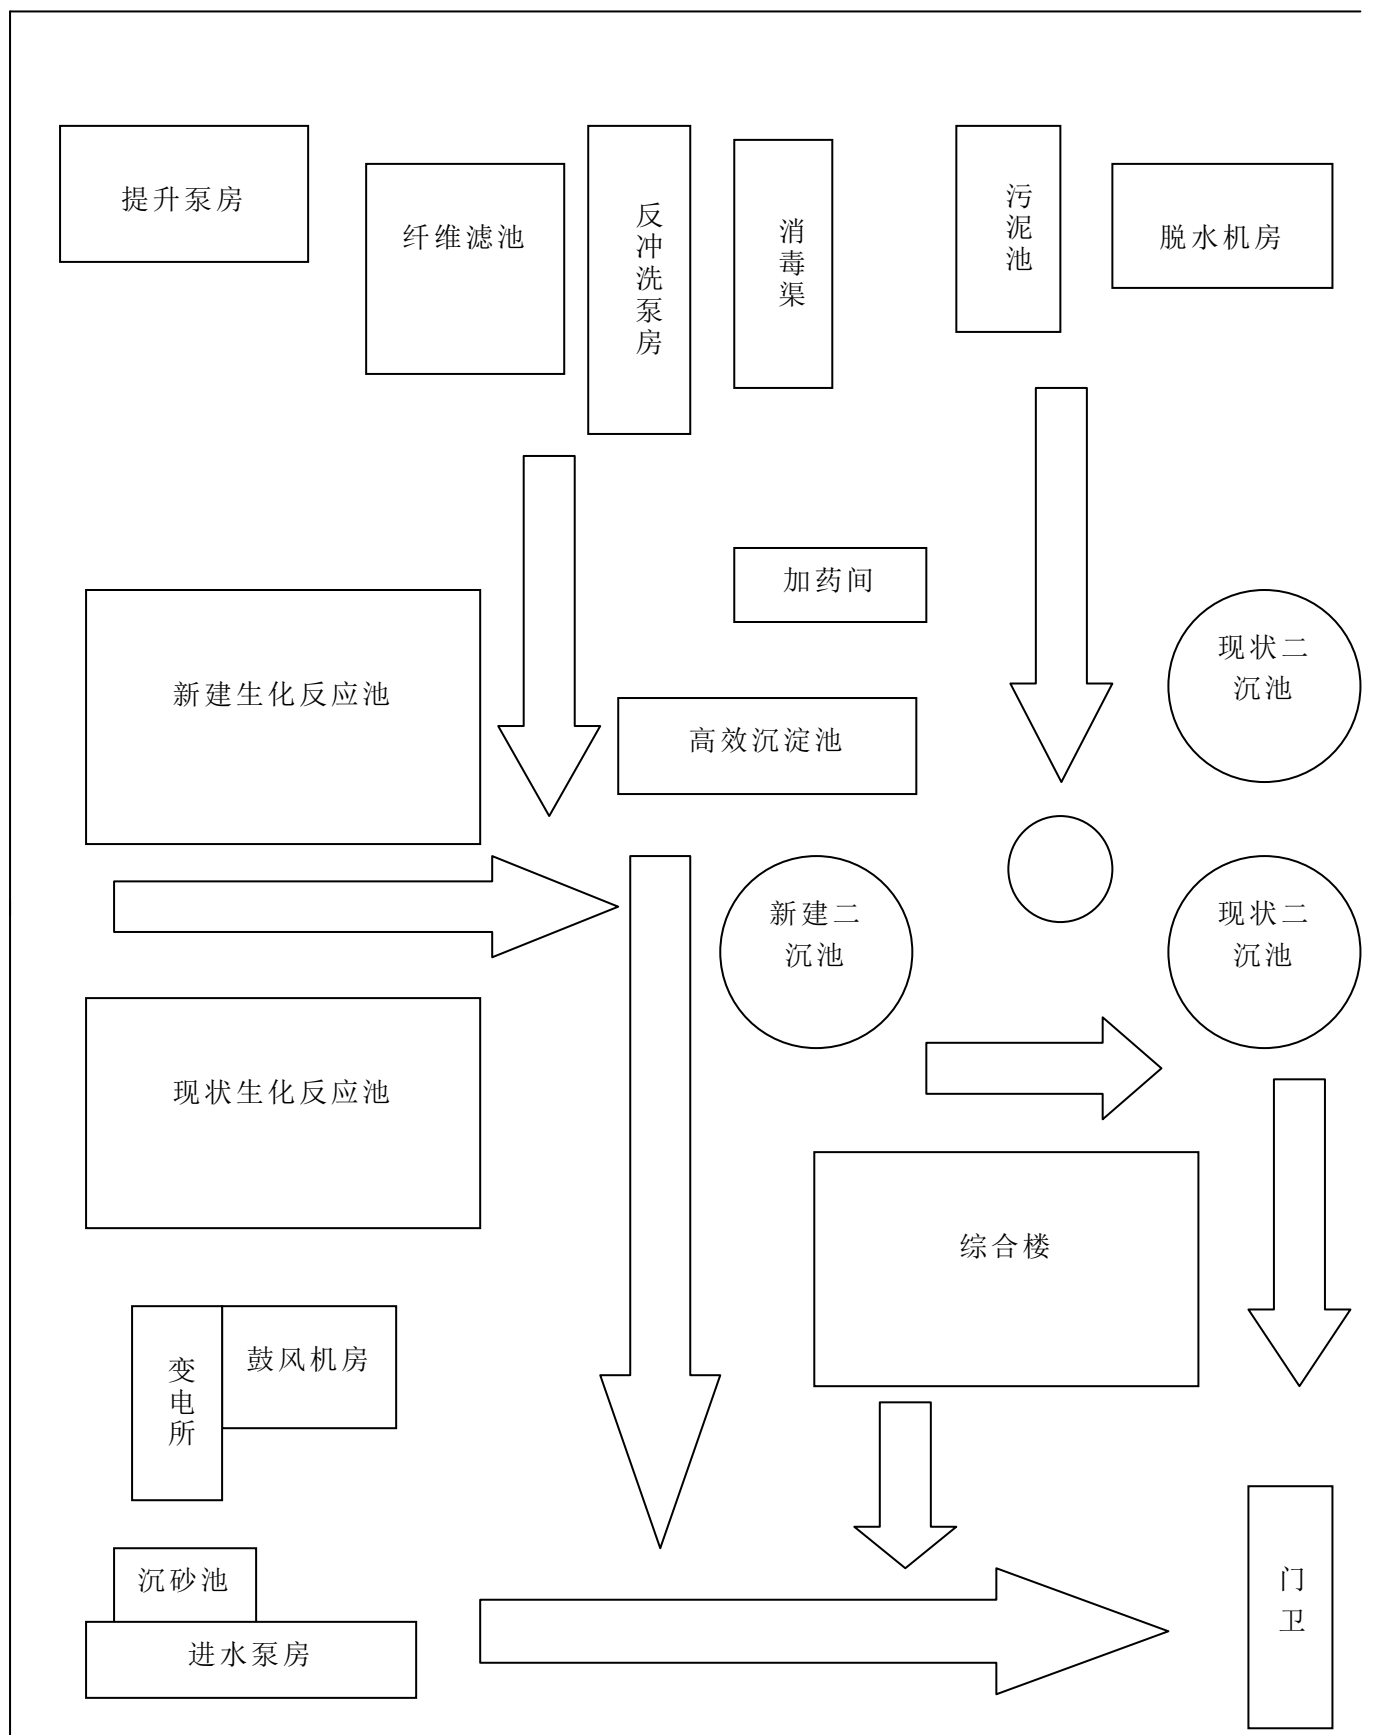 提升泵房
纤维滤池
反冲洗泵房
消毒渠
污泥池
脱水机房
加药间
新建生化反应池
高效沉淀池
现状二
沉池
新建二
沉池
现状二
沉池
现状生化反应池
综合楼
变电所
鼓风机房
沉砂池
进水泵房
门卫